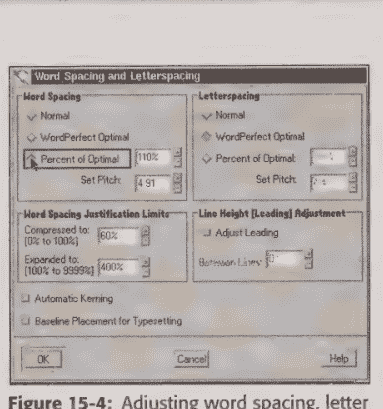 Word Spacing and Letterspacing
Word Spacing
Normal
WordPerfect Optimal
Percent of Optimal 110%
Set Pitch: 4.91
Letterspacing
Normal
WordPerfect Optimal
Percent of Optimal:
Set Pitch:
Word Spacing Justification Limits
Compressed to:
(0% to 100%) 60%
Expanded to:
(100% to 9999%) 400%
Line Height (Leading) Adjustment
Adjust Leading
Between Lines:
Automatic Kerning
Baseline Placement for Typesetting
OK Cancel Help
Figure 15-4: Adjusting word spacing, letter